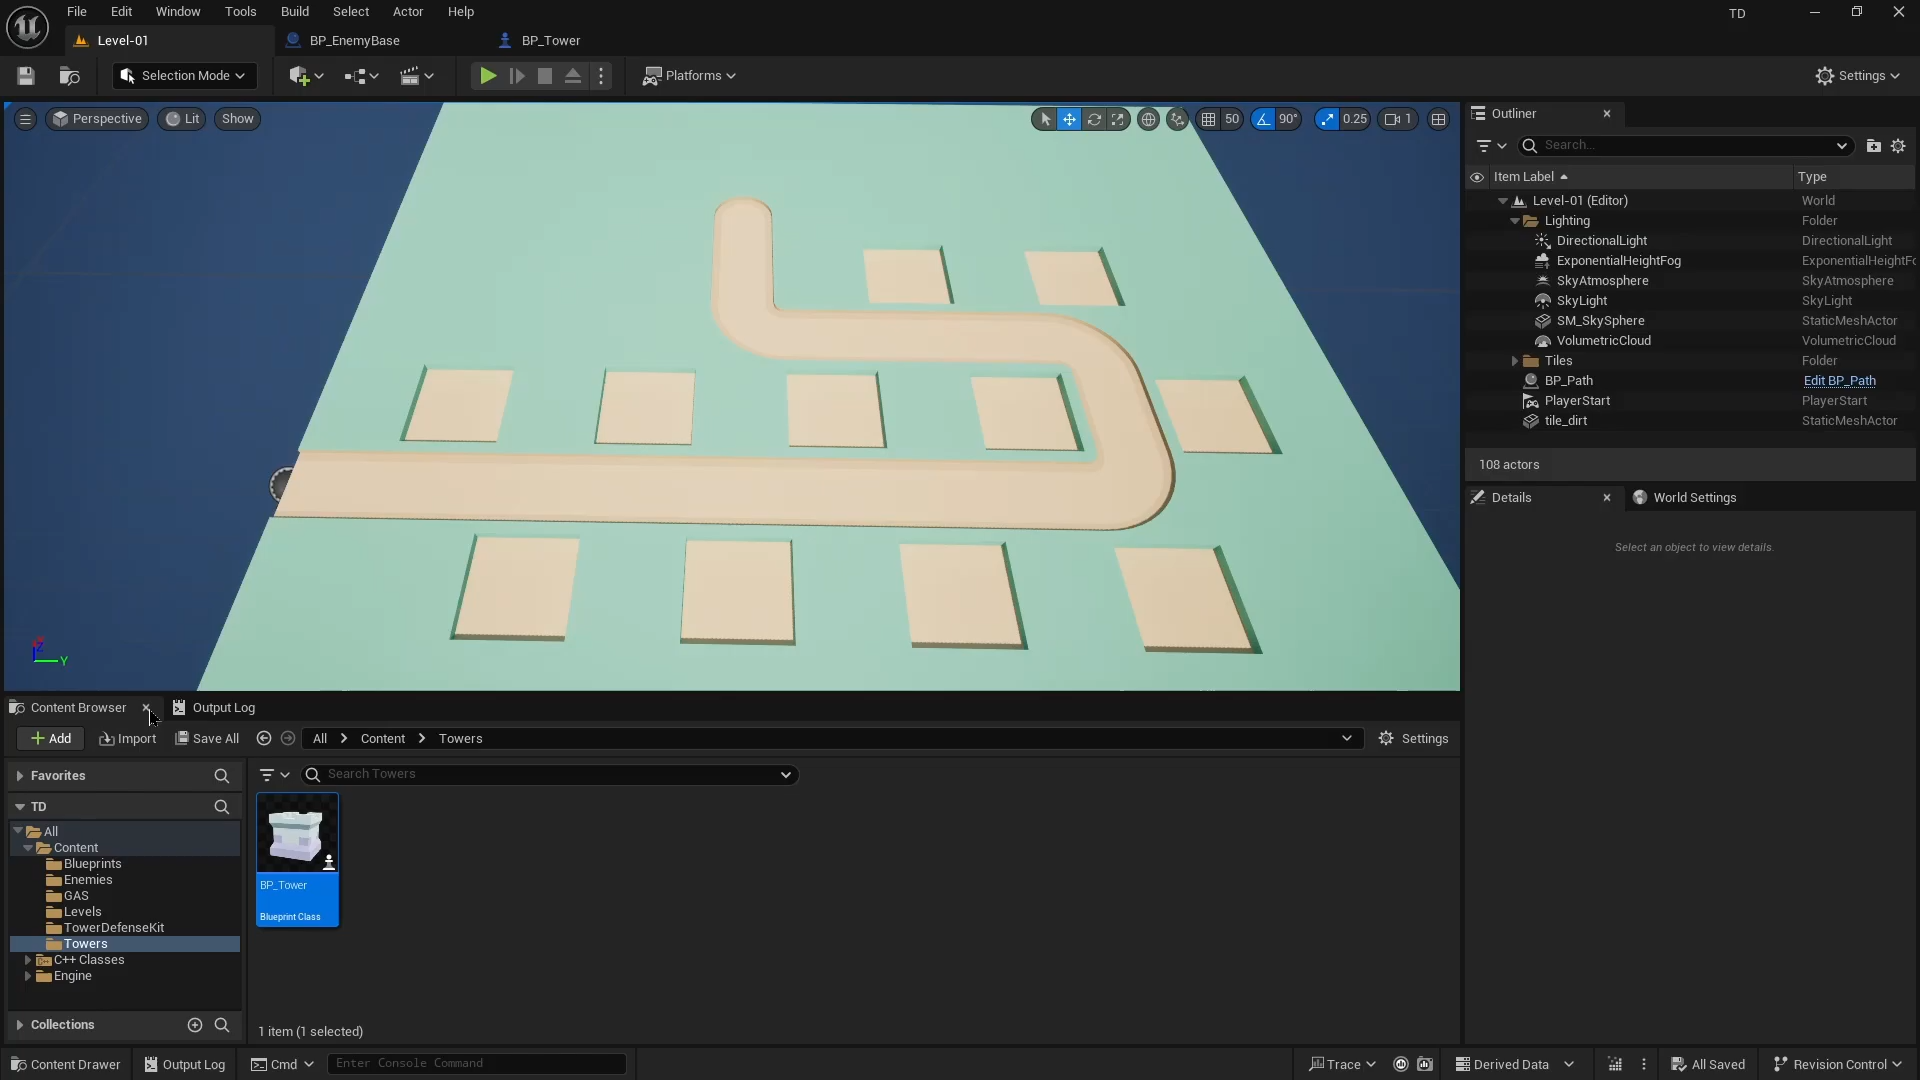 File Edit Window Tools Build Select Actor Help
TD
Level-01
BP_EnemyBase
BP_Tower
Selection Mode
Platforms
Settings
Perspective
Lit
Show
50
90°
0.25
1
Outliner
Search...
Item Label
Type
Level-01 (Editor) World
Lighting Folder
DirectionalLight DirectionalLight
ExponentialHeightFog ExponentialHeightFo
SkyAtmosphere SkyAtmosphere
SkyLight SkyLight
SM_SkySphere StaticMeshActor
VolumetricCloud VolumetricCloud
Tiles Folder
BP_Path Edit BP_Path
PlayerStart PlayerStart
tile_dirt StaticMeshActor
108 actors
Details
World Settings
Select an object to view details.
Z
Y
Content Browser
Output Log
Add
Import
Save All
All
Content
Towers
Settings
Favorites
Search Towers
TD
All
Content
Blueprints
Enemies
GAS
Levels
TowerDefenseKit
Towers
C++ Classes
Engine
Collections
BP_Tower
Blueprint Class
1 item (1 selected)
Content Drawer
Output Log
Cmd
Enter Console Command
Trace
Derived Data
All Saved
Revision Control